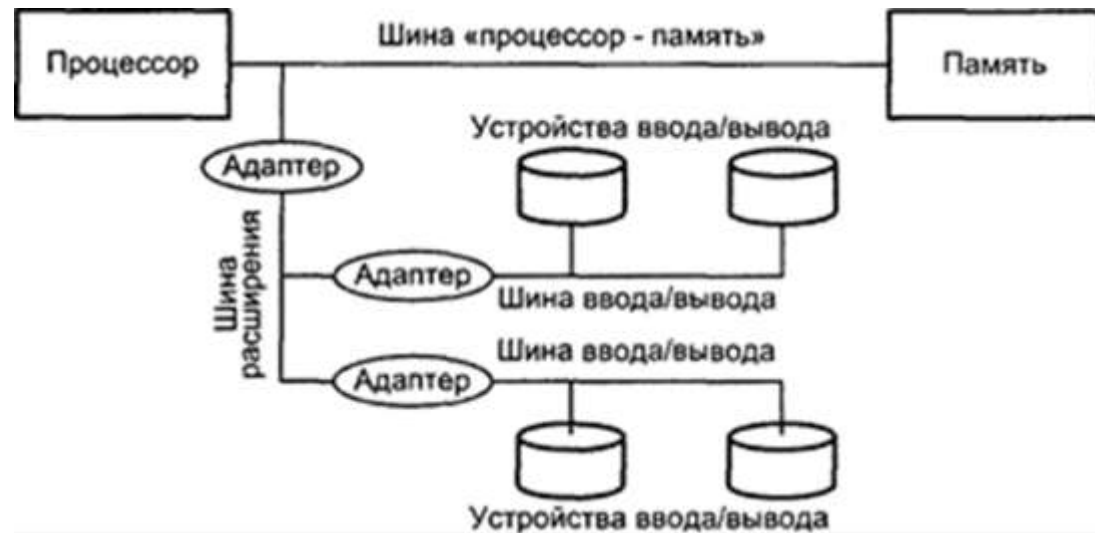 Шина «процессор - память»
Процессор
Память
Устройства ввода/вывода
Адаптер
Шина
расширения
Адаптер
Шина ввода/вывода
Шина ввода/вывода
Адаптер
Устройства ввода/вывода